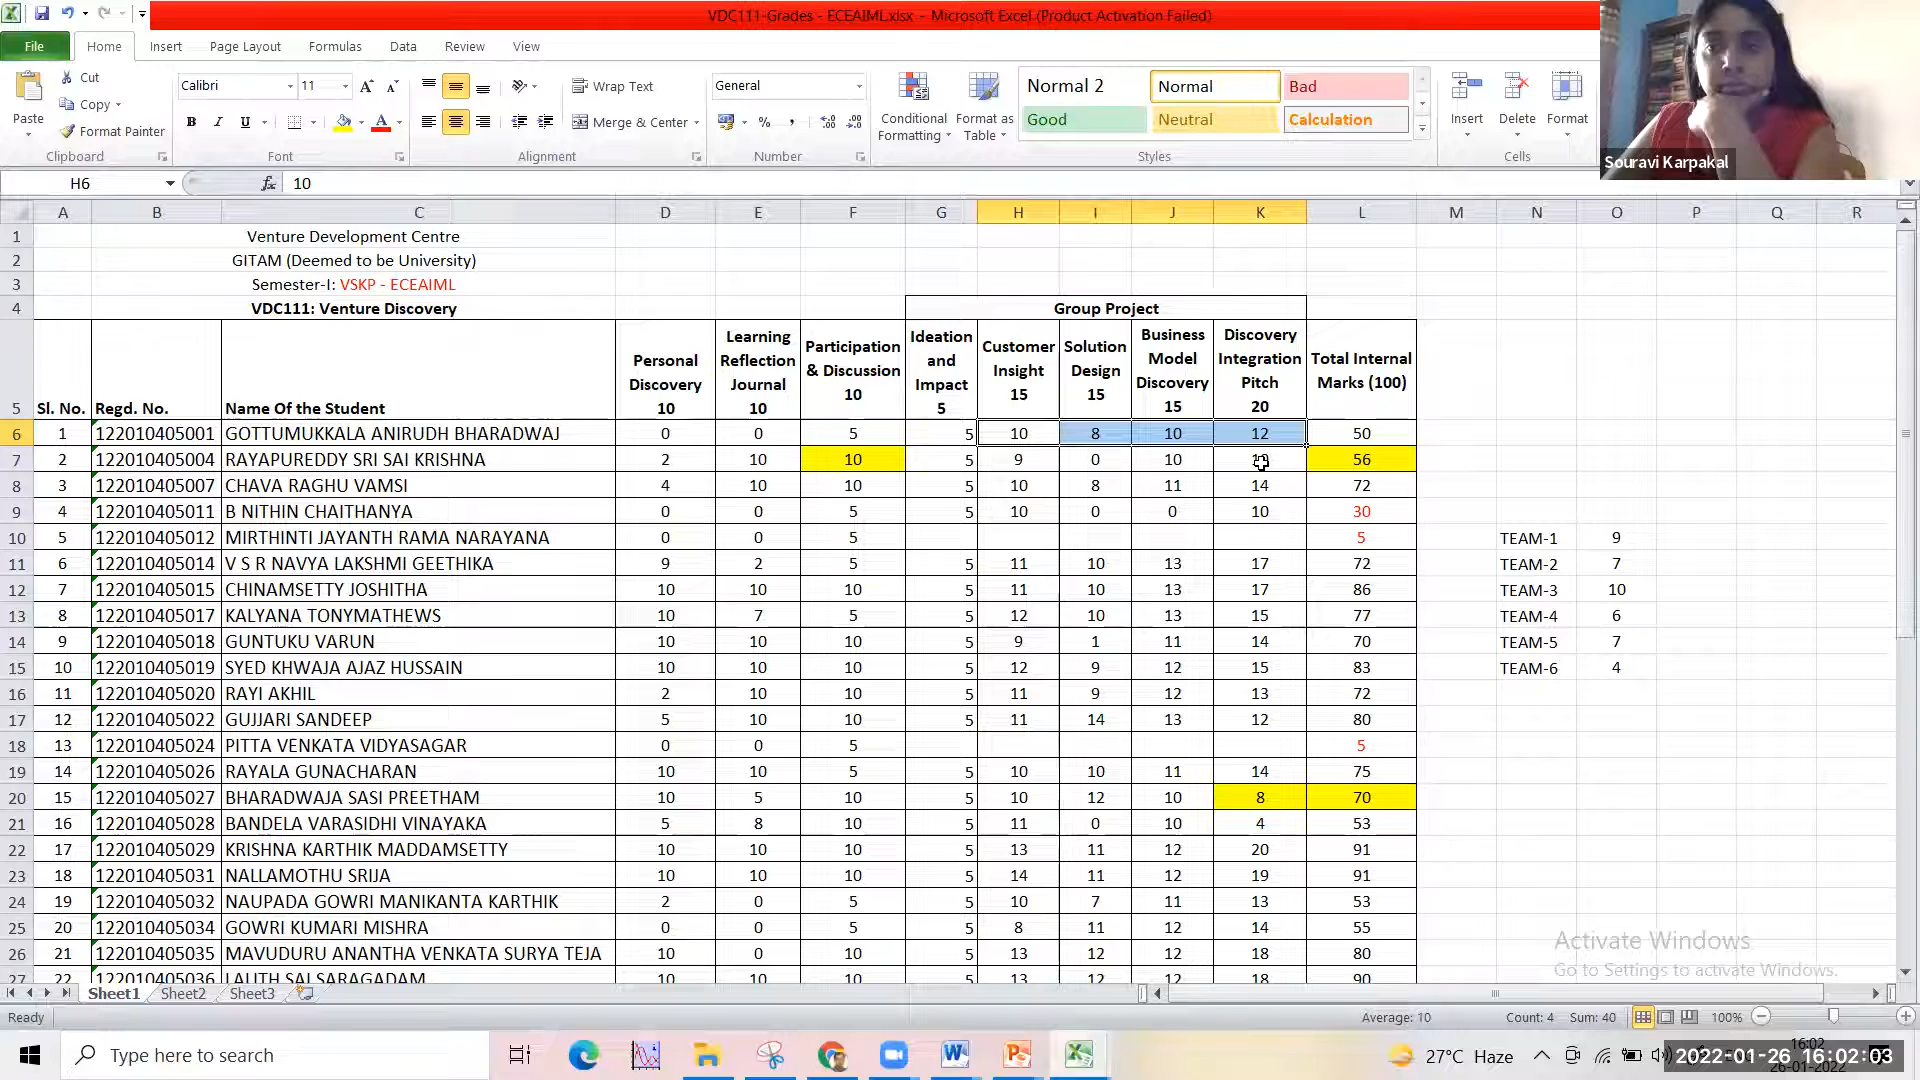 VDC111-Grades - ECEAIML.xlsx - Microsoft Excel (Product Activation Failed)
File Home Insert Page Layout Formulas Data Review View
Paste Cut Copy Format Painter Clipboard
Calibri 11 B I U Font
Wrap Text Merge & Center Alignment
General % , Number
Conditional Formatting Format as Table
Normal 2 Normal Bad
Good Neutral Calculation
Styles
Insert Delete Format Cells
Souravi Karpakal
H6 fx 10
A B C D E F G H I J K L M N O P Q R
1 Venture Development Centre
2 GITAM (Deemed to be University)
3 Semester-I: VSKP - ECEAIML
4 VDC111: Venture Discovery Group Project
5 Sl. No. Regd. No. Name Of the Student Personal Discovery 10 Learning Reflection Journal 10 Participation & Discussion 10 Ideation and Impact 5 Customer Insight 15 Solution Design 15 Business Model Discovery 15 Discovery Integration Pitch 20 Total Internal Marks (100)
6 1 122010405001 GOTTUMUKKALA ANIRUDH BHARADWAJ 0 0 5 5 10 8 10 12 50
7 2 122010405004 RAYAPUREDDY SRI SAI KRISHNA 2 10 10 5 9 0 10 56
8 3 122010405007 CHAVA RAGHU VAMSI 4 10 10 5 10 8 11 14 72
9 4 122010405011 B NITHIN CHAITHANYA 0 0 5 5 10 0 0 10 30
10 5 122010405012 MIRTHINTI JAYANTH RAMA NARAYANA 0 0 5 5 TEAM-1 9
11 6 122010405014 V S R NAVYA LAKSHMI GEETHIKA 9 2 5 5 11 10 13 17 72 TEAM-2 7
12 7 122010405015 CHINAMSETTY JOSHITHA 10 10 10 5 11 10 13 17 86 TEAM-3 10
13 8 122010405017 KALYANA TONYMATHEWS 10 7 5 5 12 10 13 15 77 TEAM-4 6
14 9 122010405018 GUNTUKU VARUN 10 10 10 5 9 1 11 14 70 TEAM-5 7
15 10 122010405019 SYED KHWAJA AJAZ HUSSAIN 10 10 10 5 12 9 12 15 83 TEAM-6 4
16 11 122010405020 RAYI AKHIL 2 10 10 5 11 9 12 13 72
17 12 122010405022 GUJJARI SANDEEP 5 10 10 5 11 14 13 12 80
18 13 122010405024 PITTA VENKATA VIDYASAGAR 0 0 5 5
19 14 122010405026 RAYALA GUNACHARAN 10 10 5 5 10 10 11 14 75
20 15 122010405027 BHARADWAJA SASI PREETHAM 10 5 10 5 10 12 10 8 70
21 16 122010405028 BANDELA VARASIDHI VINAYAKA 5 8 10 5 11 0 10 4 53
22 17 122010405029 KRISHNA KARTHIK MADDAMSETTY 10 10 10 5 13 11 12 20 91
23 18 122010405031 NALLAMOTHU SRIJA 10 10 10 5 14 11 12 19 91
24 19 122010405032 NAUPADA GOWRI MANIKANTA KARTHIK 2 0 5 5 10 7 11 13 53
25 20 122010405034 GOWRI KUMARI MISHRA 0 0 5 5 8 11 12 14 55
26 21 122010405035 MAVUDURU ANANTHA VENKATA SURYA TEJA 10 0 10 5 13 12 12 18 80
27 22 122010405036 LALITH SAI SARAGADAM 10 10 10 5 13 12 12 18 90
Activate Windows
Go to Settings to activate Windows.
Sheet1 Sheet2 Sheet3
Ready Average: 10 Count: 4 Sum: 40 100%
Type here to search 27°C Haze 16:02
2022-01-26 16:02:03
26-01-2022